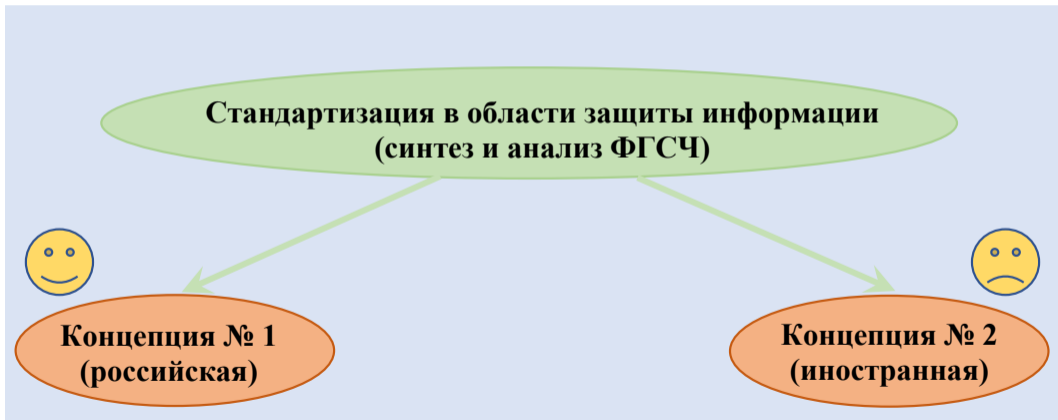 Стандартизация в области защиты информации
(синтез и анализ ФГСЧ)
Концепция № 1
(российская)
Концепция № 2
(иностранная)